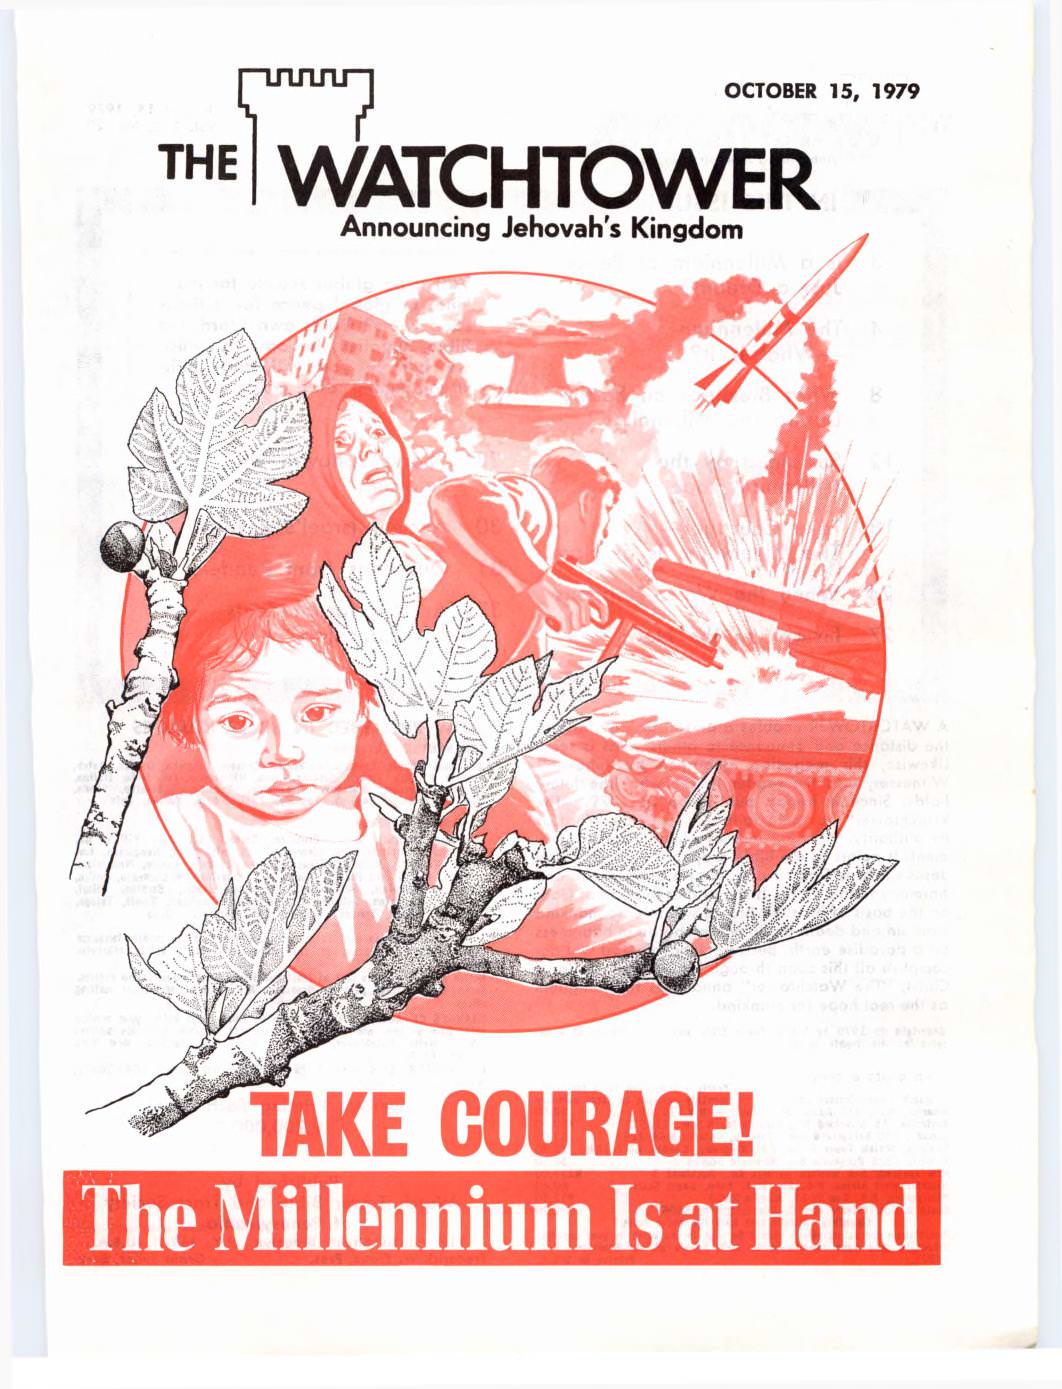 OCTOBER 15, 1979
THE WATCHTOWER
Announcing Jehovah's Kingdom
TAKE COURAGE!
The Millennium Is at Hand